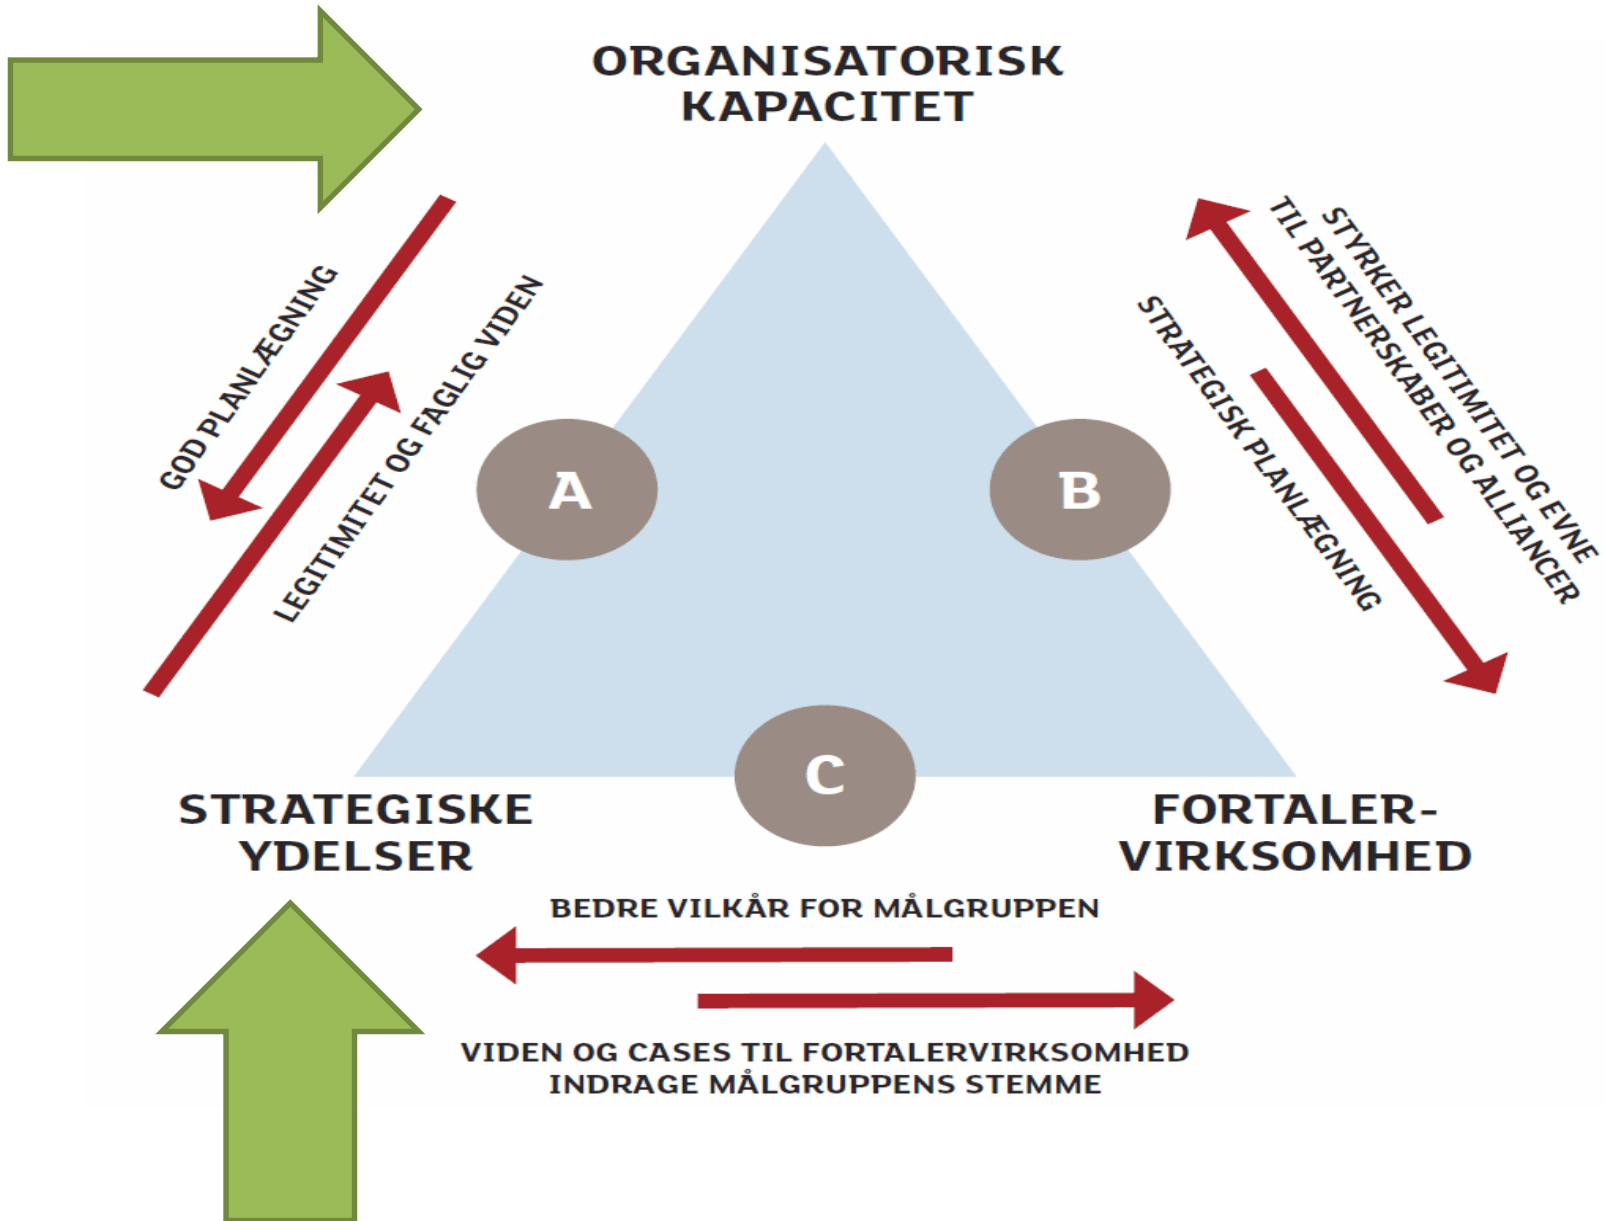 ORGANISATORISK
KAPACITET
GOD PLANLÆGNING
LEGITIMITET OG FAGLIG VIDEN
STYRKER LEGITIMITET OG EVNE
TIL PARTNERSKABER OG ALLIANCER
STRATEGISK PLANLÆGNING
A
B
C
STRATEGISKE
YDELSER
FORTALER-
VIRKSOMHED
BEDRE VILKÅR FOR MÅLGRUPPEN
VIDEN OG CASES TIL FORTALERVIRKSOMHED
INDRAGE MÅLGRUPPENS STEMME